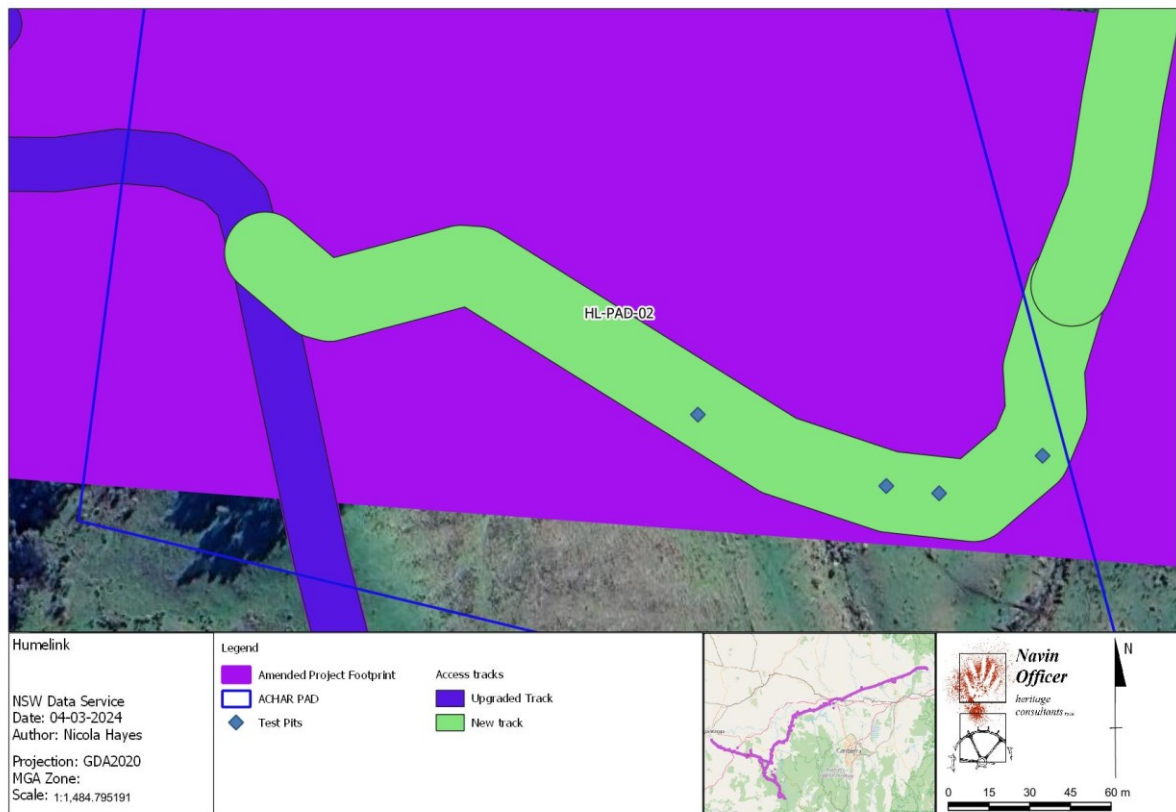 HL-PAD-02
Humelink
NSW Data Service
Date: 04-03-2024
Author: Nicola Hayes
Projection: GDA2020
MGA Zone:
Scale: 1:1,484.795191
Legend
Amended Project Footprint
ACHAR PAD
Test Pits
Access tracks
Upgraded Track
New track
Canberra
Navin
Officer
heritage
consultants
N
0 15 30 45 60 m